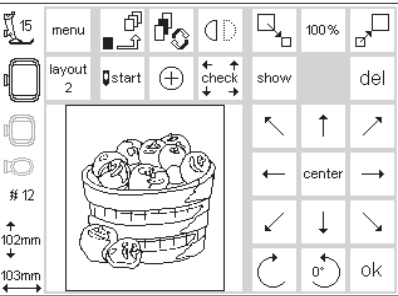 15 menu 100%
layout
2
start check show del
# 12
center
102mm
103mm
0° ok